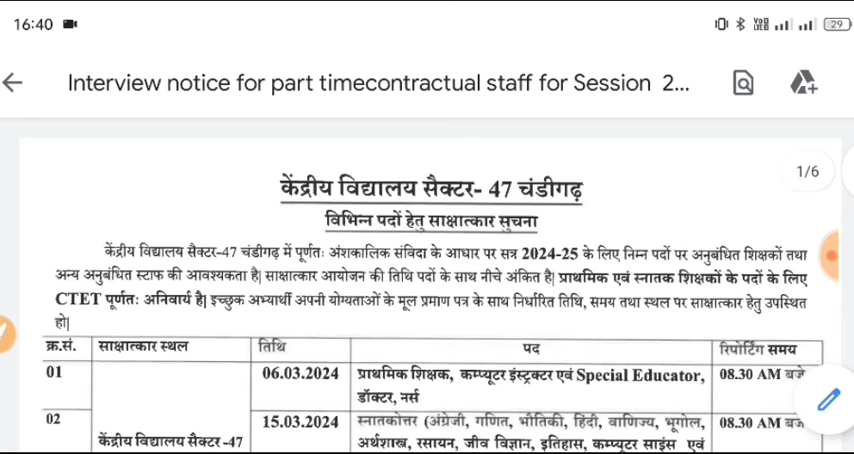 16:40
29
Interview notice for part timecontractual staff for Session 2...
1/6
केंद्रीय विद्यालय सैक्टर- 47 चंडीगढ़
विभिन्न पदों हेतु साक्षात्कार सुचना
केंद्रीय विद्यालय सैक्टर-47 चंडीगढ़ में पूर्णतः अंशकालिक संविदा के आधार पर सत्र 2024-25 के लिए निम्न पदों पर अनुबंधित शिक्षकों तथा
अन्य अनुबंधित स्टाफ की आवश्यकता है| साक्षात्कार आयोजन की तिथि पदों के साथ नीचे अंकित है| प्राथमिक एवं स्नातक शिक्षकों के पदों के लिए
CTET पूर्णतः अनिवार्य है| इच्छुक अभ्यार्थी अपनी योग्यताओं के मूल प्रमाण पत्र के साथ निर्धारित तिथि, समय तथा स्थल पर साक्षात्कार हेतु उपस्थित
हो|
क्र.सं. साक्षात्कार स्थल तिथि पद रिपोर्टिंग समय
01 06.03.2024 प्राथमिक शिक्षक, कम्प्यूटर इंस्ट्रक्टर एवं Special Educator, 08.30 AM बजे
डॉक्टर, नर्स
02 15.03.2024 स्नातकोत्तर (अंग्रेजी, गणित, भौतिकी, हिंदी, वाणिज्य, भूगोल, 08.30 AM
केंद्रीय विद्यालय सैक्टर -47 अर्थशास्त्र, रसायन, जीव विज्ञान, इतिहास, कम्प्यूटर साइंस एवं